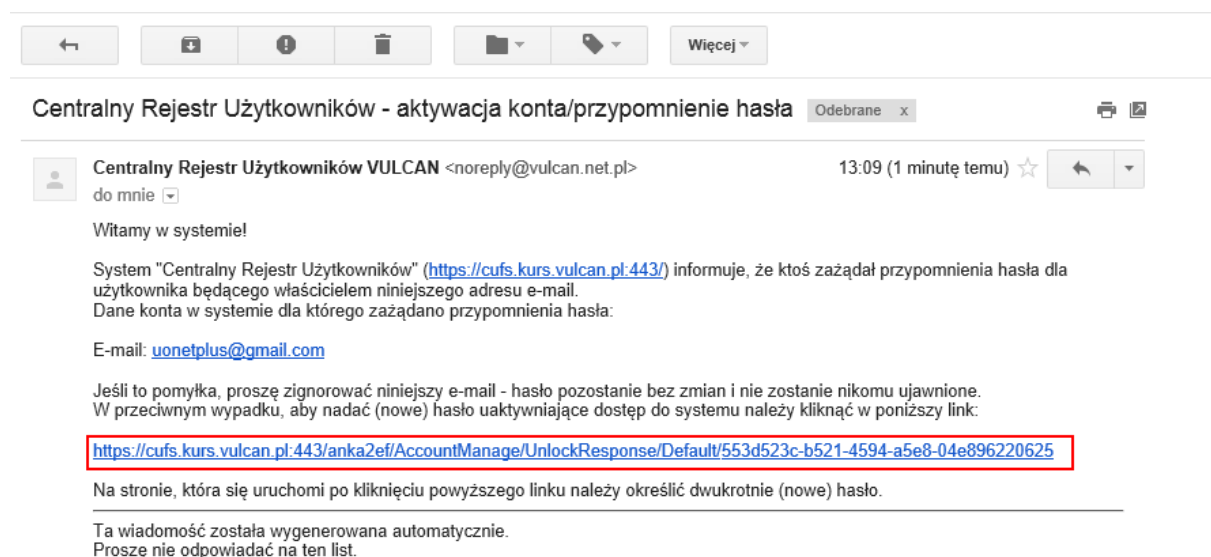 Więcej
Centralny Rejestr Użytkowników - aktywacja konta/przypomnienie hasła Odebrane x
Centralny Rejestr Użytkowników VULCAN <noreply@vulcan.net.pl> 13:09 (1 minutę temu)
do mnie
Witamy w systemie!
System "Centralny Rejestr Użytkowników" (https://cufs.kurs.vulcan.pl:443/) informuje, że ktoś zażądał przypomnienia hasła dla
użytkownika będącego właścicielem niniejszego adresu e-mail.
Dane konta w systemie dla którego zażądano przypomnienia hasła:
E-mail: uonetplus@gmail.com
Jeśli to pomyłka, proszę zignorować niniejszy e-mail - hasło pozostanie bez zmian i nie zostanie nikomu ujawnione.
W przeciwnym wypadku, aby nadać (nowe) hasło uaktywniające dostęp do systemu należy kliknąć w poniższy link:
https://cufs.kurs.vulcan.pl:443/anka2ef/AccountManage/UnlockResponse/Default/553d523c-b521-4594-a5e8-04e896220625
Na stronie, która się uruchomi po kliknięciu powyższego linku należy określić dwukrotnie (nowe) hasło.
Ta wiadomość została wygenerowana automatycznie.
Proszę nie odpowiadać na ten list.